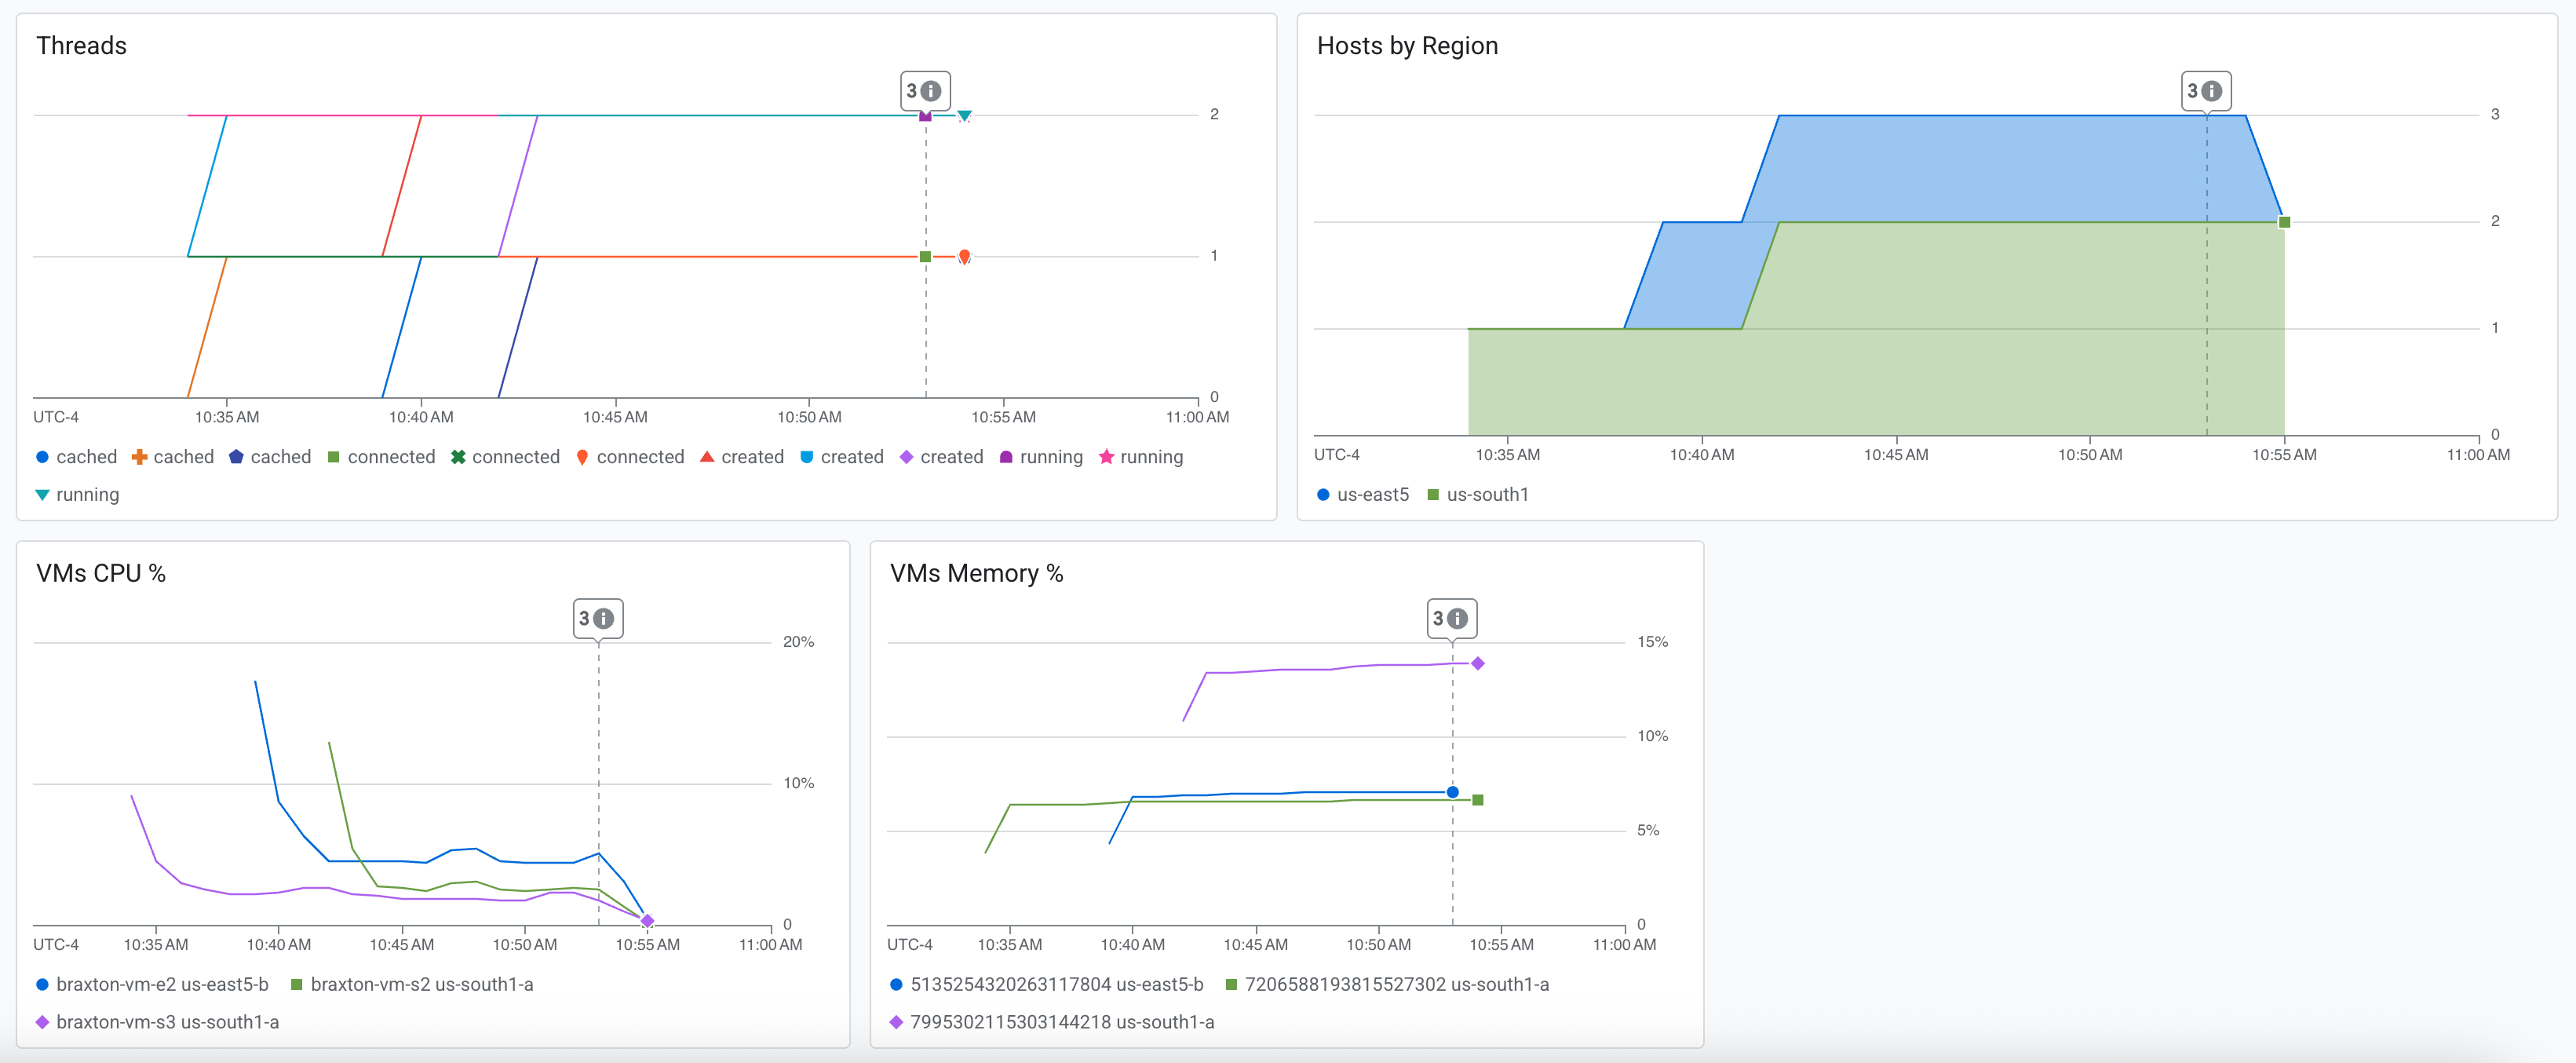 Threads
3
2
1
0
UTC-4 10:35 AM 10:40 AM 10:45 AM 10:50 AM 10:55 AM 11:00 AM
cached cached cached connected connected connected created created created running running
running
Hosts by Region
3
3
2
1
0
UTC-4 10:35 AM 10:40 AM 10:45 AM 10:50 AM 10:55 AM 11:00 AM
us-east5 us-south1
VMs CPU %
3
20%
10%
0
UTC-4 10:35 AM 10:40 AM 10:45 AM 10:50 AM 10:55 AM 11:00 AM
braxton-vm-e2 us-east5-b braxton-vm-s2 us-south1-a
braxton-vm-s3 us-south1-a
VMs Memory %
3
15%
10%
5%
0
UTC-4 10:35 AM 10:40 AM 10:45 AM 10:50 AM 10:55 AM 11:00 AM
5135254320263117804 us-east5-b 7206588193815527302 us-south1-a
7995302115303144218 us-south1-a